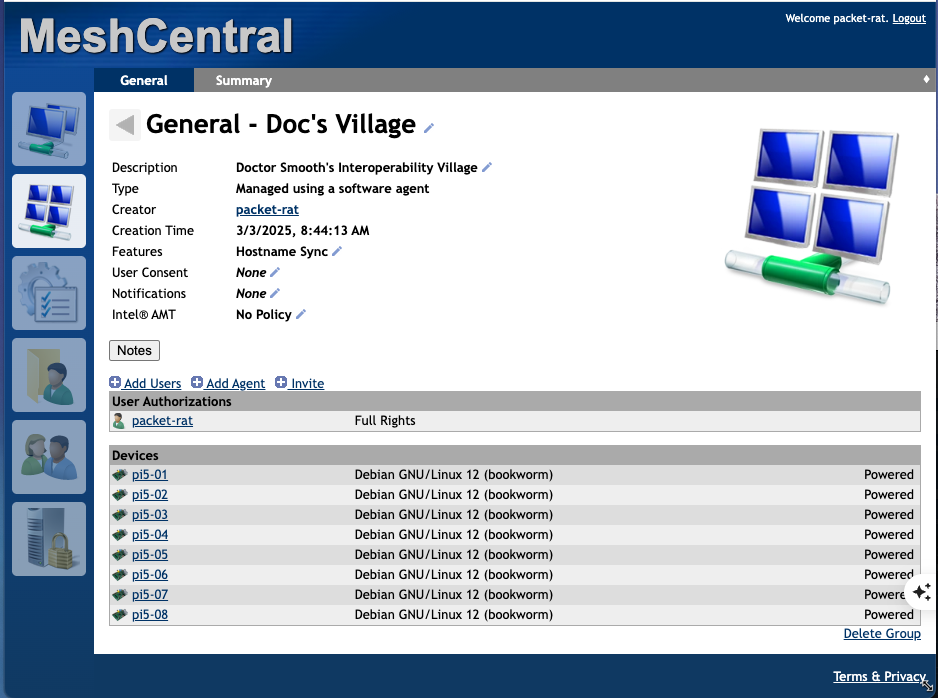 MeshCentral
Welcome packet-rat. Logout
General Summary
General - Doc's Village
Description Doctor Smooth's Interoperability Village
Type Managed using a software agent
Creator packet-rat
Creation Time 3/3/2025, 8:44:13 AM
Features Hostname Sync
User Consent None
Notifications None
Intel® AMT No Policy
Notes
Add Users Add Agent Invite
User Authorizations
packet-rat Full Rights
Devices
pi5-01 Debian GNU/Linux 12 (bookworm) Powered
pi5-02 Debian GNU/Linux 12 (bookworm) Powered
pi5-03 Debian GNU/Linux 12 (bookworm) Powered
pi5-04 Debian GNU/Linux 12 (bookworm) Powered
pi5-05 Debian GNU/Linux 12 (bookworm) Powered
pi5-06 Debian GNU/Linux 12 (bookworm) Powered
pi5-07 Debian GNU/Linux 12 (bookworm) Powere
pi5-08 Debian GNU/Linux 12 (bookworm) Powered
Delete Group
Terms & Privacy